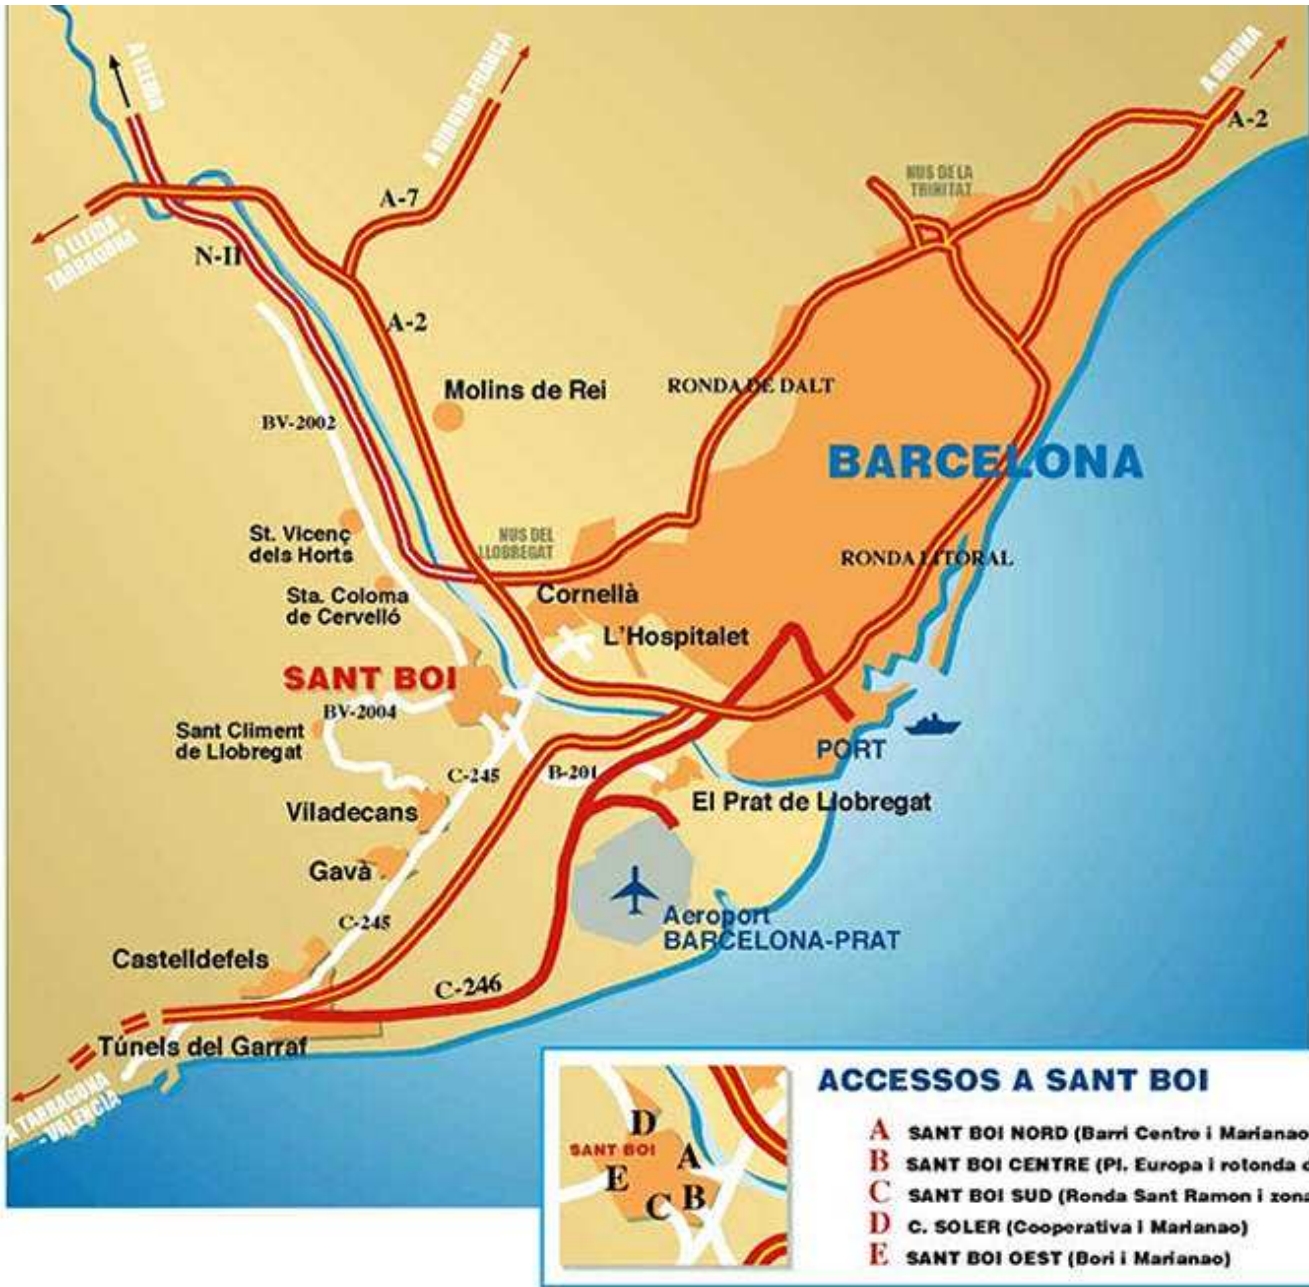 A LLEIDA
A GIRONA-FRANÇA
A GIRONA
A-2
NUS DE LA
TRINITAT
A-7
A LLEIDA -
TARRAGONA
N-II
A-2
Molins de Rei
RONDA DE DALT
BV-2002
BARCELONA
St. Vicenç
dels Horts
NUS DEL
LLOBREGAT
RONDA LITORAL
Sta. Coloma
de Cervelló
Cornellà
L'Hospitalet
SANT BOI
BV-2004
Sant Climent
de Llobregat
PORT
C-245
B-201
El Prat de Llobregat
Viladecans
Gavà
C-245
Aeroport
BARCELONA-PRAT
Castelldefels
C-246
Túnels del Garraf
A TARRAGONA
- VALENCIA
ACCESSOS A SANT BOI
D
SANT BOI
A
E
C
B
A SANT BOI NORD (Barri Centre i Marianao
B SANT BOI CENTRE (Pl. Europa i rotonda
C SANT BOI SUD (Ronda Sant Ramon i zona
D C. SOLER (Cooperativa i Marianao)
E SANT BOI OEST (Bori i Marianao)